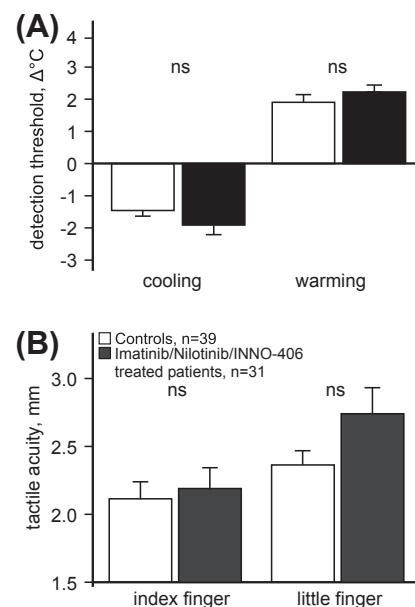 (A)
detection threshold, Δ°C
4
3
2
1
0
-1
-2
-3
ns
ns
cooling
warming
(B)
tactile acuity, mm
Controls, n=39
Imatinib/Nilotinib/INNO-406
treated patients, n=31
3.0
2.5
2.0
1.5
ns
ns
index finger
little finger